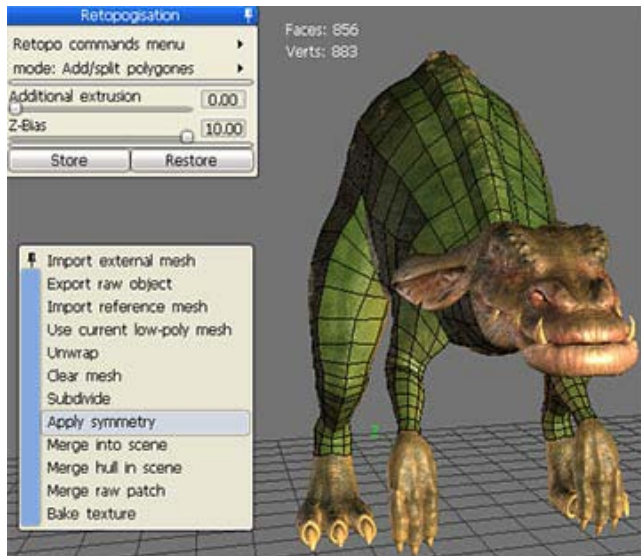 Retopogisation
Retopo commands menu
mode: Add/split polygones
Additional extrusion
0.00
Z-Bias
10.00
Store
Restore
Faces: 856
Verts: 883
Import external mesh
Export raw object
Import reference mesh
Use current low-poly mesh
Unwrap
Clear mesh
Subdivide
Apply symmetry
Merge into scene
Merge hull in scene
Merge raw patch
Bake texture